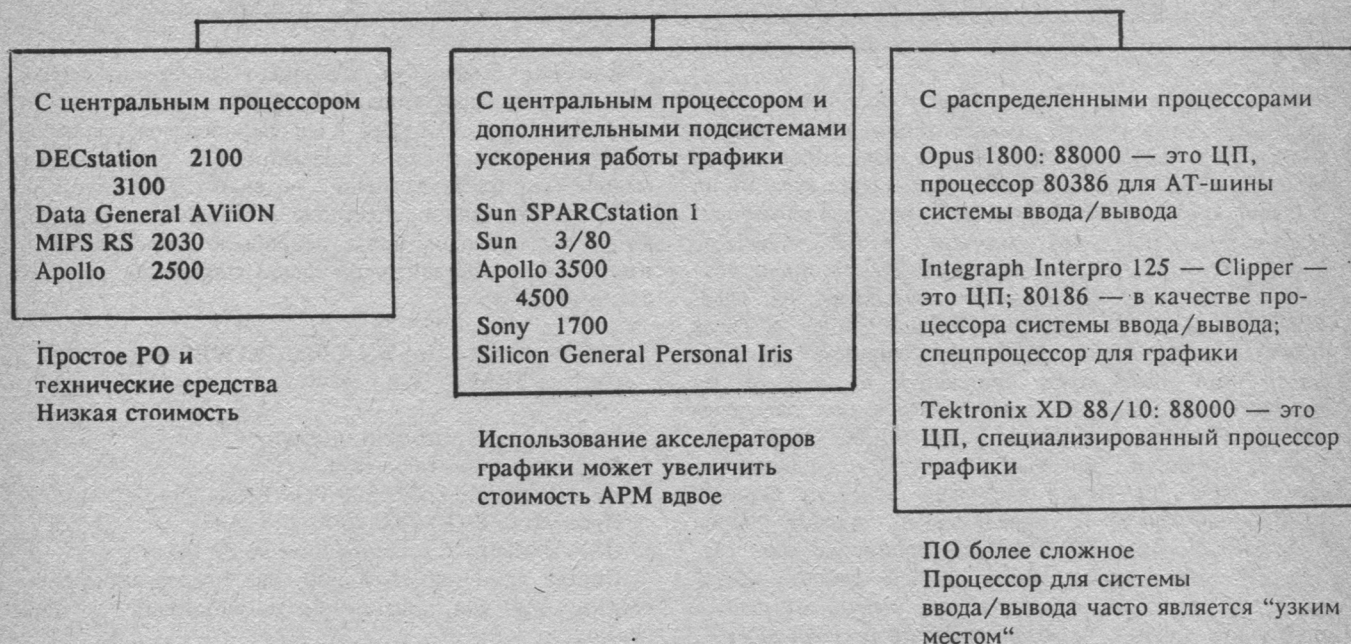 С центральным процессором
DECstation 2100
3100
Data General AViiON
MIPS RS 2030
Apollo 2500
Простое РО и
технические средства
Низкая стоимость
С центральным процессором и
дополнительными подсистемами
ускорения работы графики
Sun SPARCstation 1
Sun 3/80
Apollo 3500
4500
Sony 1700
Silicon General Personal Iris
Использование акселераторов
графики может увеличить
стоимость АРМ вдвое
С распределенными процессорами
Opus 1800: 88000 — это ЦП,
процессор 80386 для АТ-шины
системы ввода/вывода
Integraph Interpro 125 — Clipper —
это ЦП; 80186 — в качестве про-
цессора системы ввода/вывода;
спецпроцессор для графики
Tektronix XD 88/10: 88000 — это
ЦП, специализированный процессор
графики
ПО более сложное
Процессор для системы
ввода/вывода часто является “узким
местом“